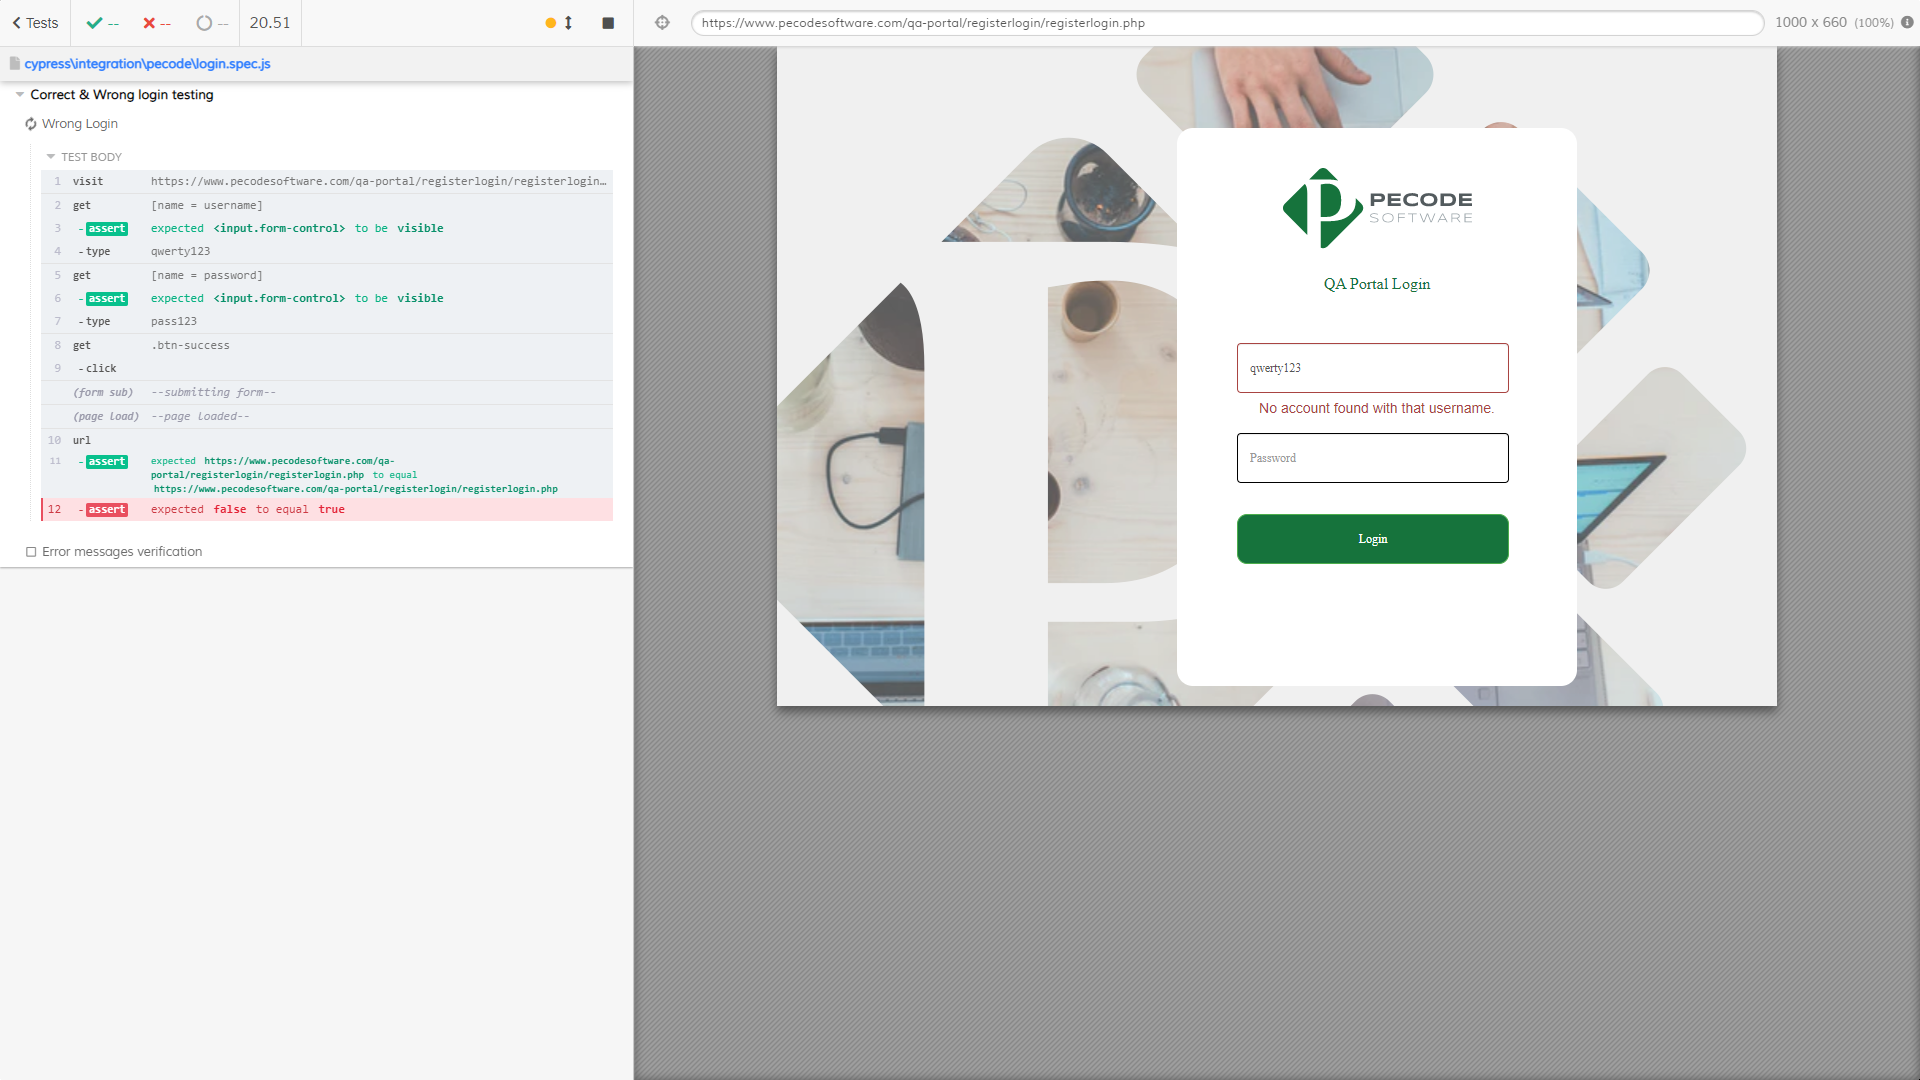 Tests
--
--
--
20.51
https://www.pecodesoftware.com/qa-portal/registerlogin/registerlogin.php
1000 x 660 (100%)
cypress\integration\pecode\login.spec.js
Correct & Wrong login testing
Wrong Login
TEST BODY
1 visit https://www.pecodesoftware.com/qa-portal/registerlogin/registerlogin…
2 get [name = username]
3 -assert expected <input.form-control> to be visible
4 -type qwerty123
5 get [name = password]
6 -assert expected <input.form-control> to be visible
7 -type pass123
8 get .btn-success
9 -click
(form sub) --submitting form--
(page load) --page loaded--
10 url
11 -assert expected https://www.pecodesoftware.com/qa-
portal/registerlogin/registerlogin.php to equal
https://www.pecodesoftware.com/qa-portal/registerlogin/registerlogin.php
12 -assert expected false to equal true
Error messages verification
PECODE
SOFTWARE
QA Portal Login
qwerty123
No account found with that username.
Password
Login